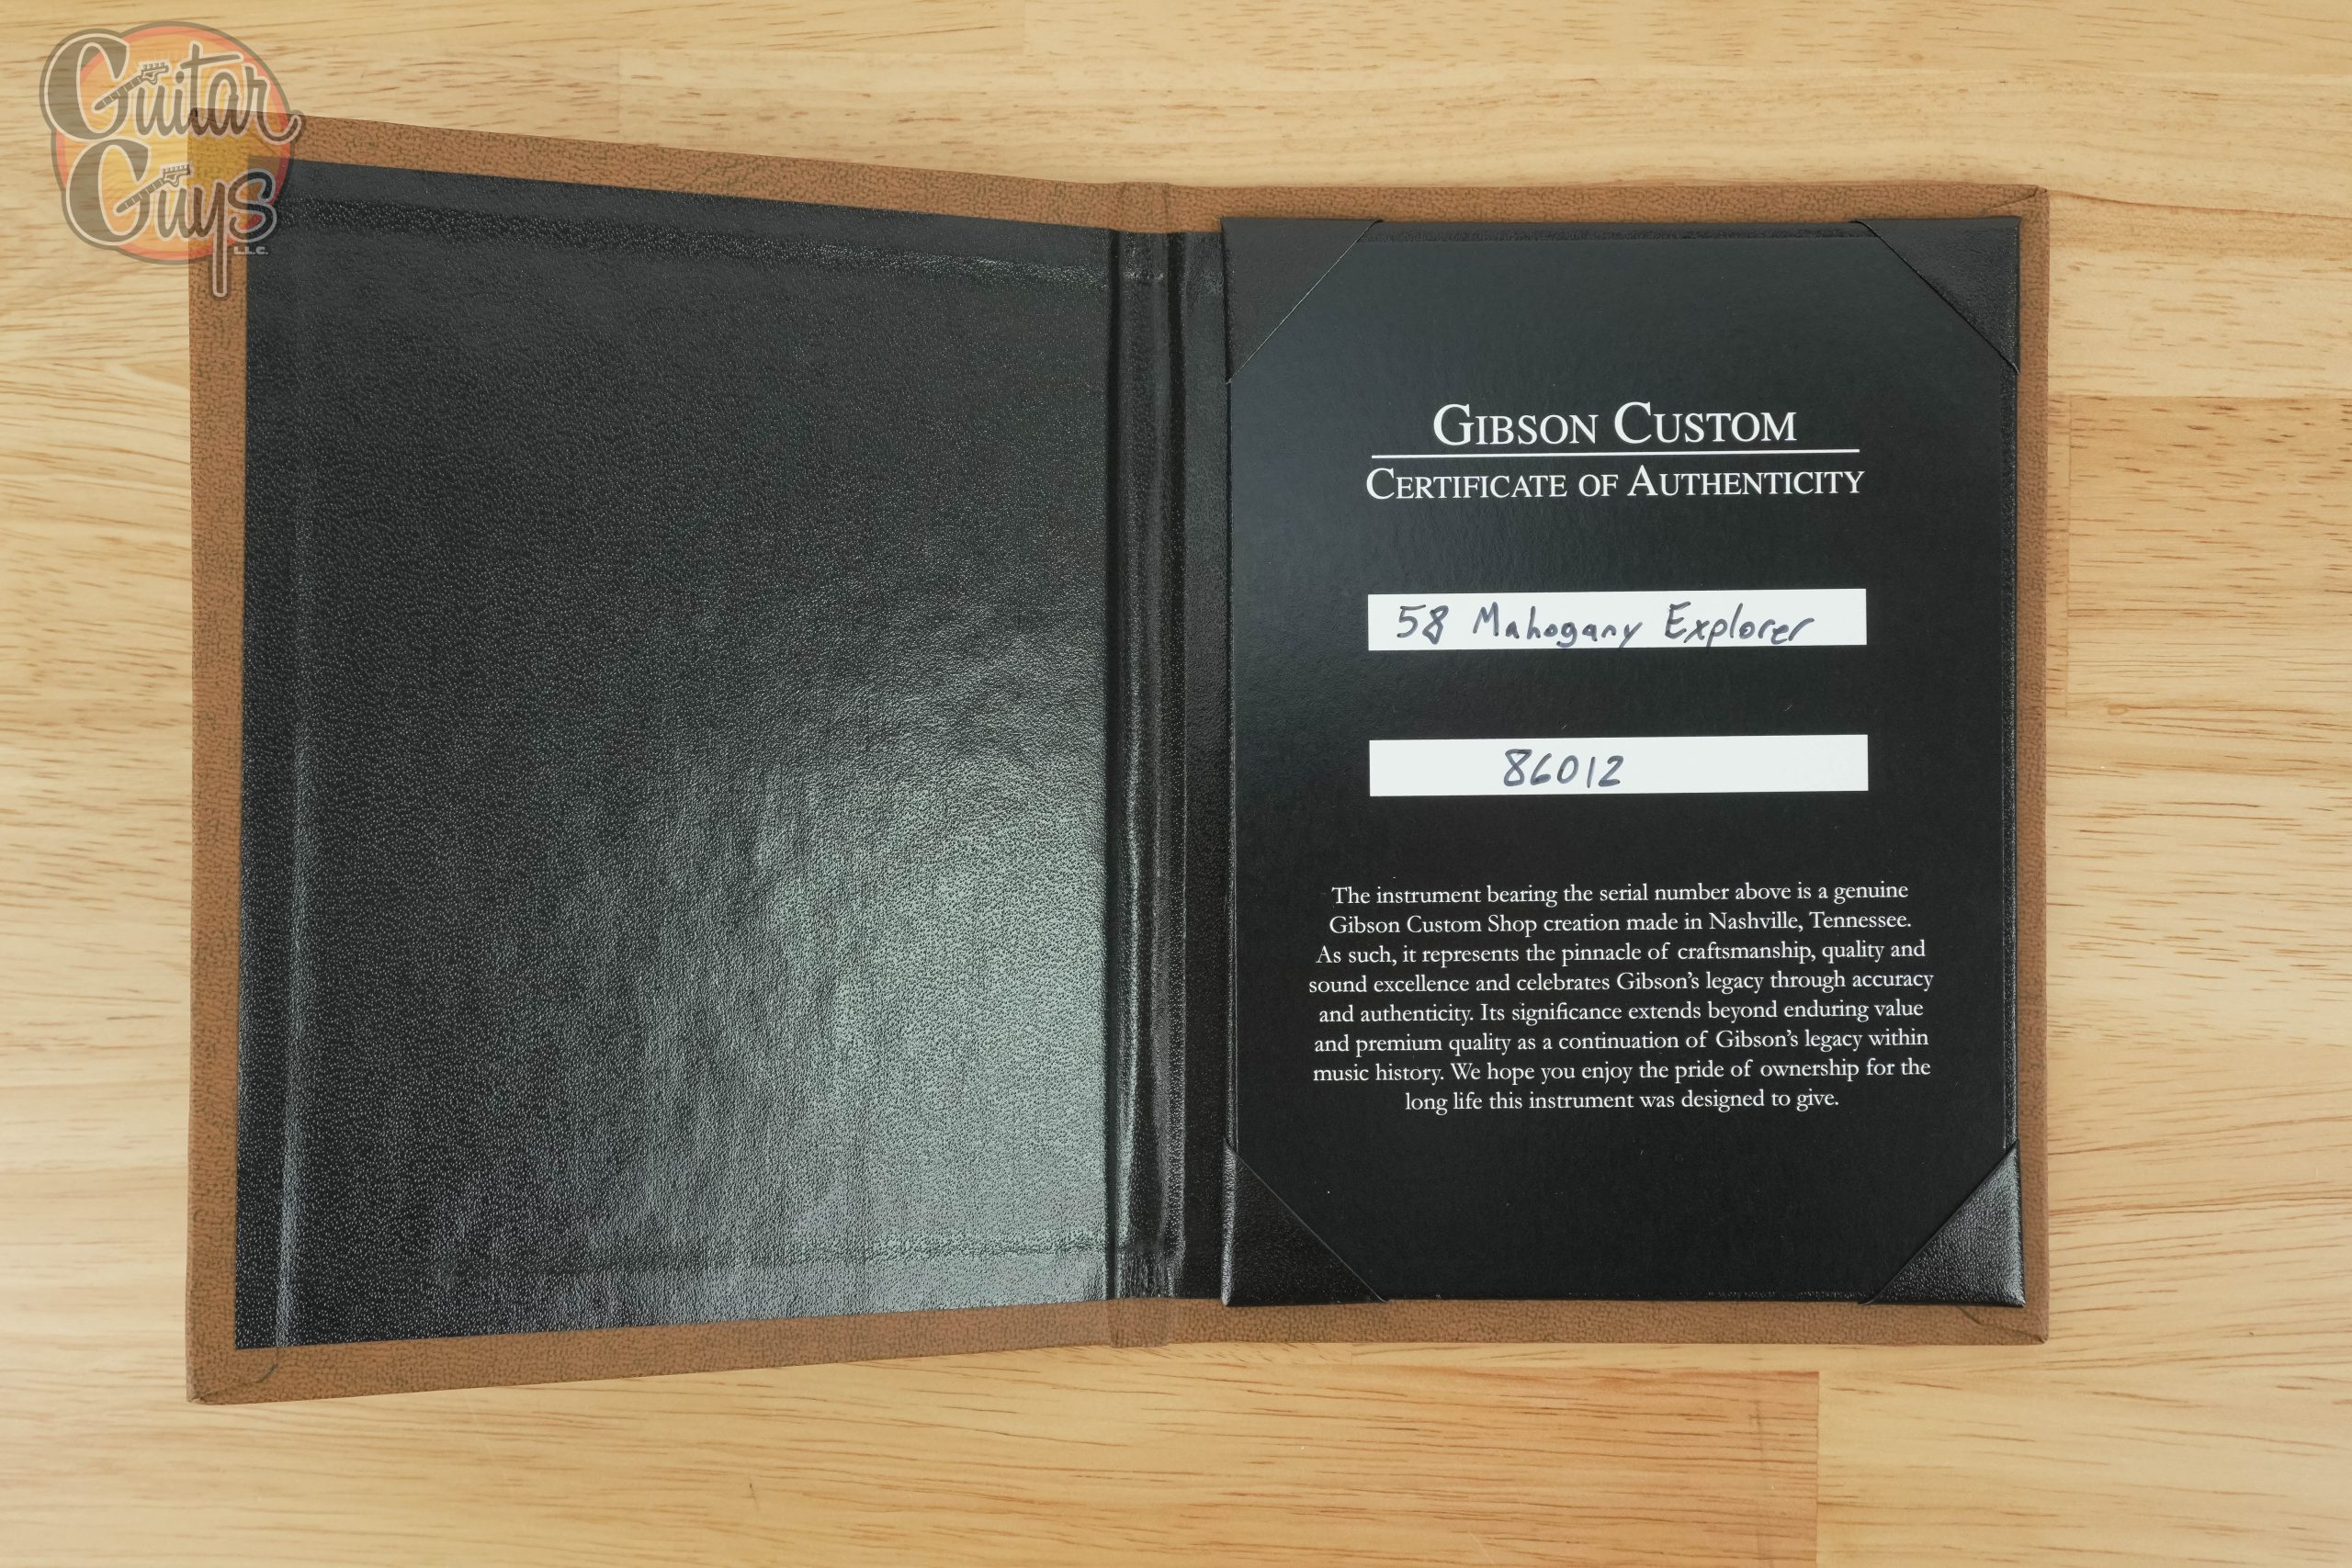 Guitar
Guys
L.L.C.
GIBSON CUSTOM
CERTIFICATE OF AUTHENTICITY
58 Mahogany Explorer
86012
The instrument bearing the serial number above is a genuine
Gibson Custom Shop creation made in Nashville, Tennessee.
As such, it represents the pinnacle of craftsmanship, quality and
sound excellence and celebrates Gibson’s legacy through accuracy
and authenticity. Its significance extends beyond enduring value
and premium quality as a continuation of Gibson’s legacy within
music history. We hope you enjoy the pride of ownership for the
long life this instrument was designed to give.